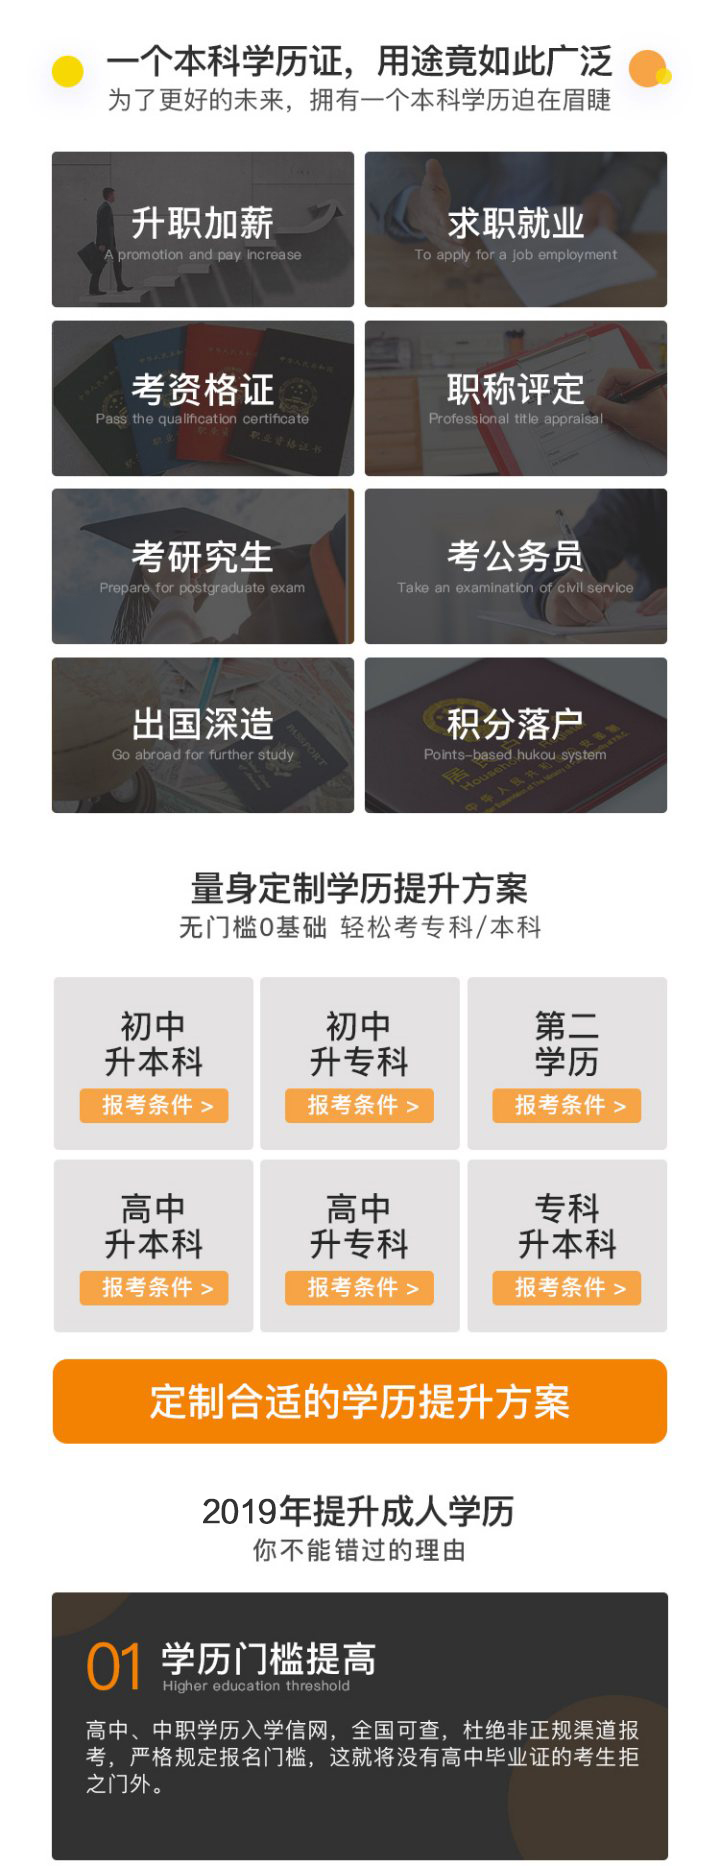 一个本科学历证，用途竟如此广泛
为了更好的未来，拥有一个本科学历迫在眉睫
升职加薪
A promotion and pay increase
求职就业
To apply for a job employment
考资格证
Pass the qualification certificate
职称评定
Professional title appraisal
考研究生
Prepare for postgraduate exam
考公务员
Take an examination of civil service
出国深造
Go abroad for further study
PASSPORT
积分落户
Points-based hukou system
量身定制学历提升方案
无门槛0基础 轻松考专科/本科
初中
升本科
报考条件 >
初中
升专科
报考条件 >
第二
学历
报考条件 >
高中
升本科
报考条件 >
高中
升专科
报考条件 >
专科
升本科
报考条件 >
定制合适的学历提升方案
2019年提升成人学历
你不能错过的理由
01 学历门槛提高
Higher education threshold
高中、中职学历入学信网，全国可查，杜绝非正规渠道报
考，严格规定报名门槛，这就将没有高中毕业证的考生拒
之门外。